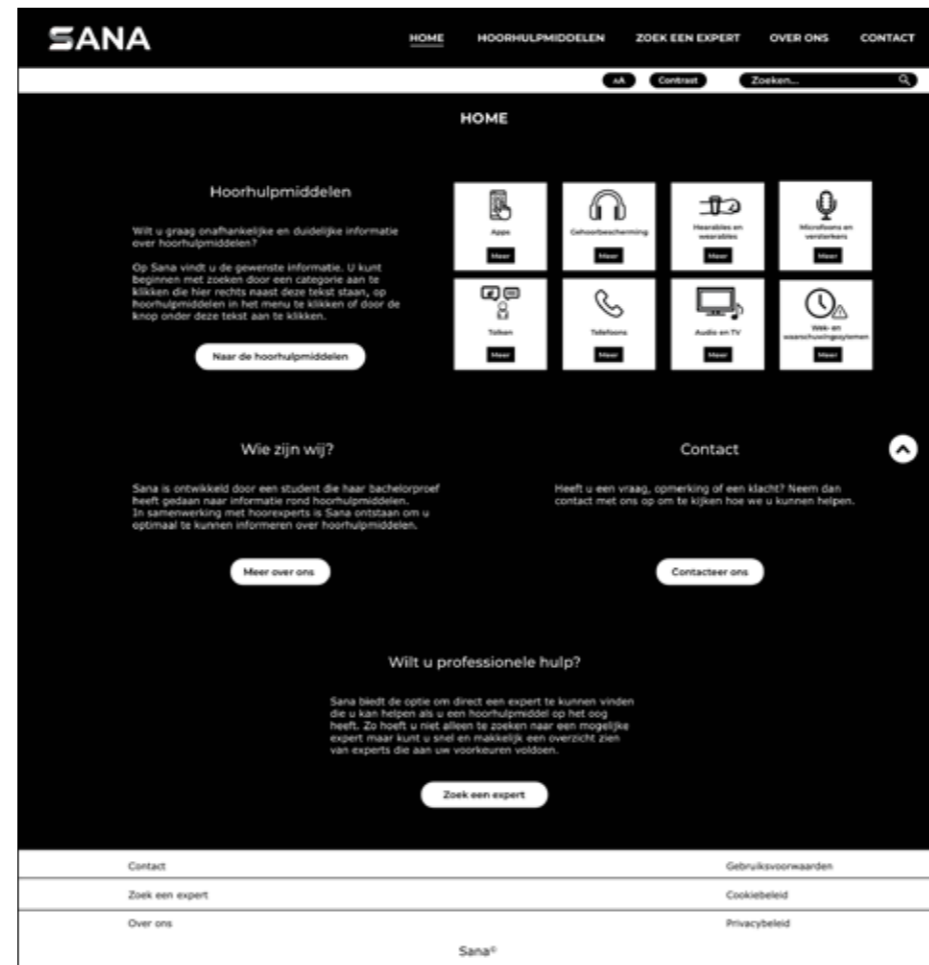 SANA
HOME HOORHULPMIDDELEN ZOEK EEN EXPERT OVER ONS CONTACT
AA Contrast Zoeken...
HOME
Hoorhulpmiddelen
Wilt u graag onafhankelijke en duidelijke informatie
over hoorhulpmiddelen?
Op Sana vindt u de gewenste informatie. U kunt
beginnen met zoeken door een categorie aan te
klikken die hier rechts naast deze tekst staan, op
hoorhulpmiddelen in het menu te klikken of door de
knop onder deze tekst aan te klikken.
Naar de hoorhulpmiddelen
Apps
Meer
Gehoorbescherming
Meer
Hearables en
wearables
Meer
Microfoons en
versterkers
Meer
Tolken
Meer
Telefoons
Meer
Audio en TV
Meer
Wek- en
waarschuwingssytemen
Meer
Wie zijn wij?
Sana is ontwikkeld door een student die haar bachelorproef
heeft gedaan naar informatie rond hoorhulpmiddelen.
In samenwerking met hoorexperts is Sana ontstaan om u
optimaal te kunnen informeren over hoorhulpmiddelen.
Meer over ons
Contact
Heeft u een vraag, opmerking of een klacht? Neem dan
contact met ons op om te kijken hoe we u kunnen helpen.
Contacteer ons
Wilt u professionele hulp?
Sana biedt de optie om direct een expert te kunnen vinden
die u kan helpen als u een hoorhulpmiddel op het oog
heeft. Zo hoeft u niet alleen te zoeken naar een mogelijke
expert maar kunt u snel en makkelijk een overzicht zien
van experts die aan uw voorkeuren voldoen.
Zoek een expert
Contact
Gebruiksvoorwaarden
Zoek een expert
Cookiebeleid
Over ons
Privacybeleid
Sana©